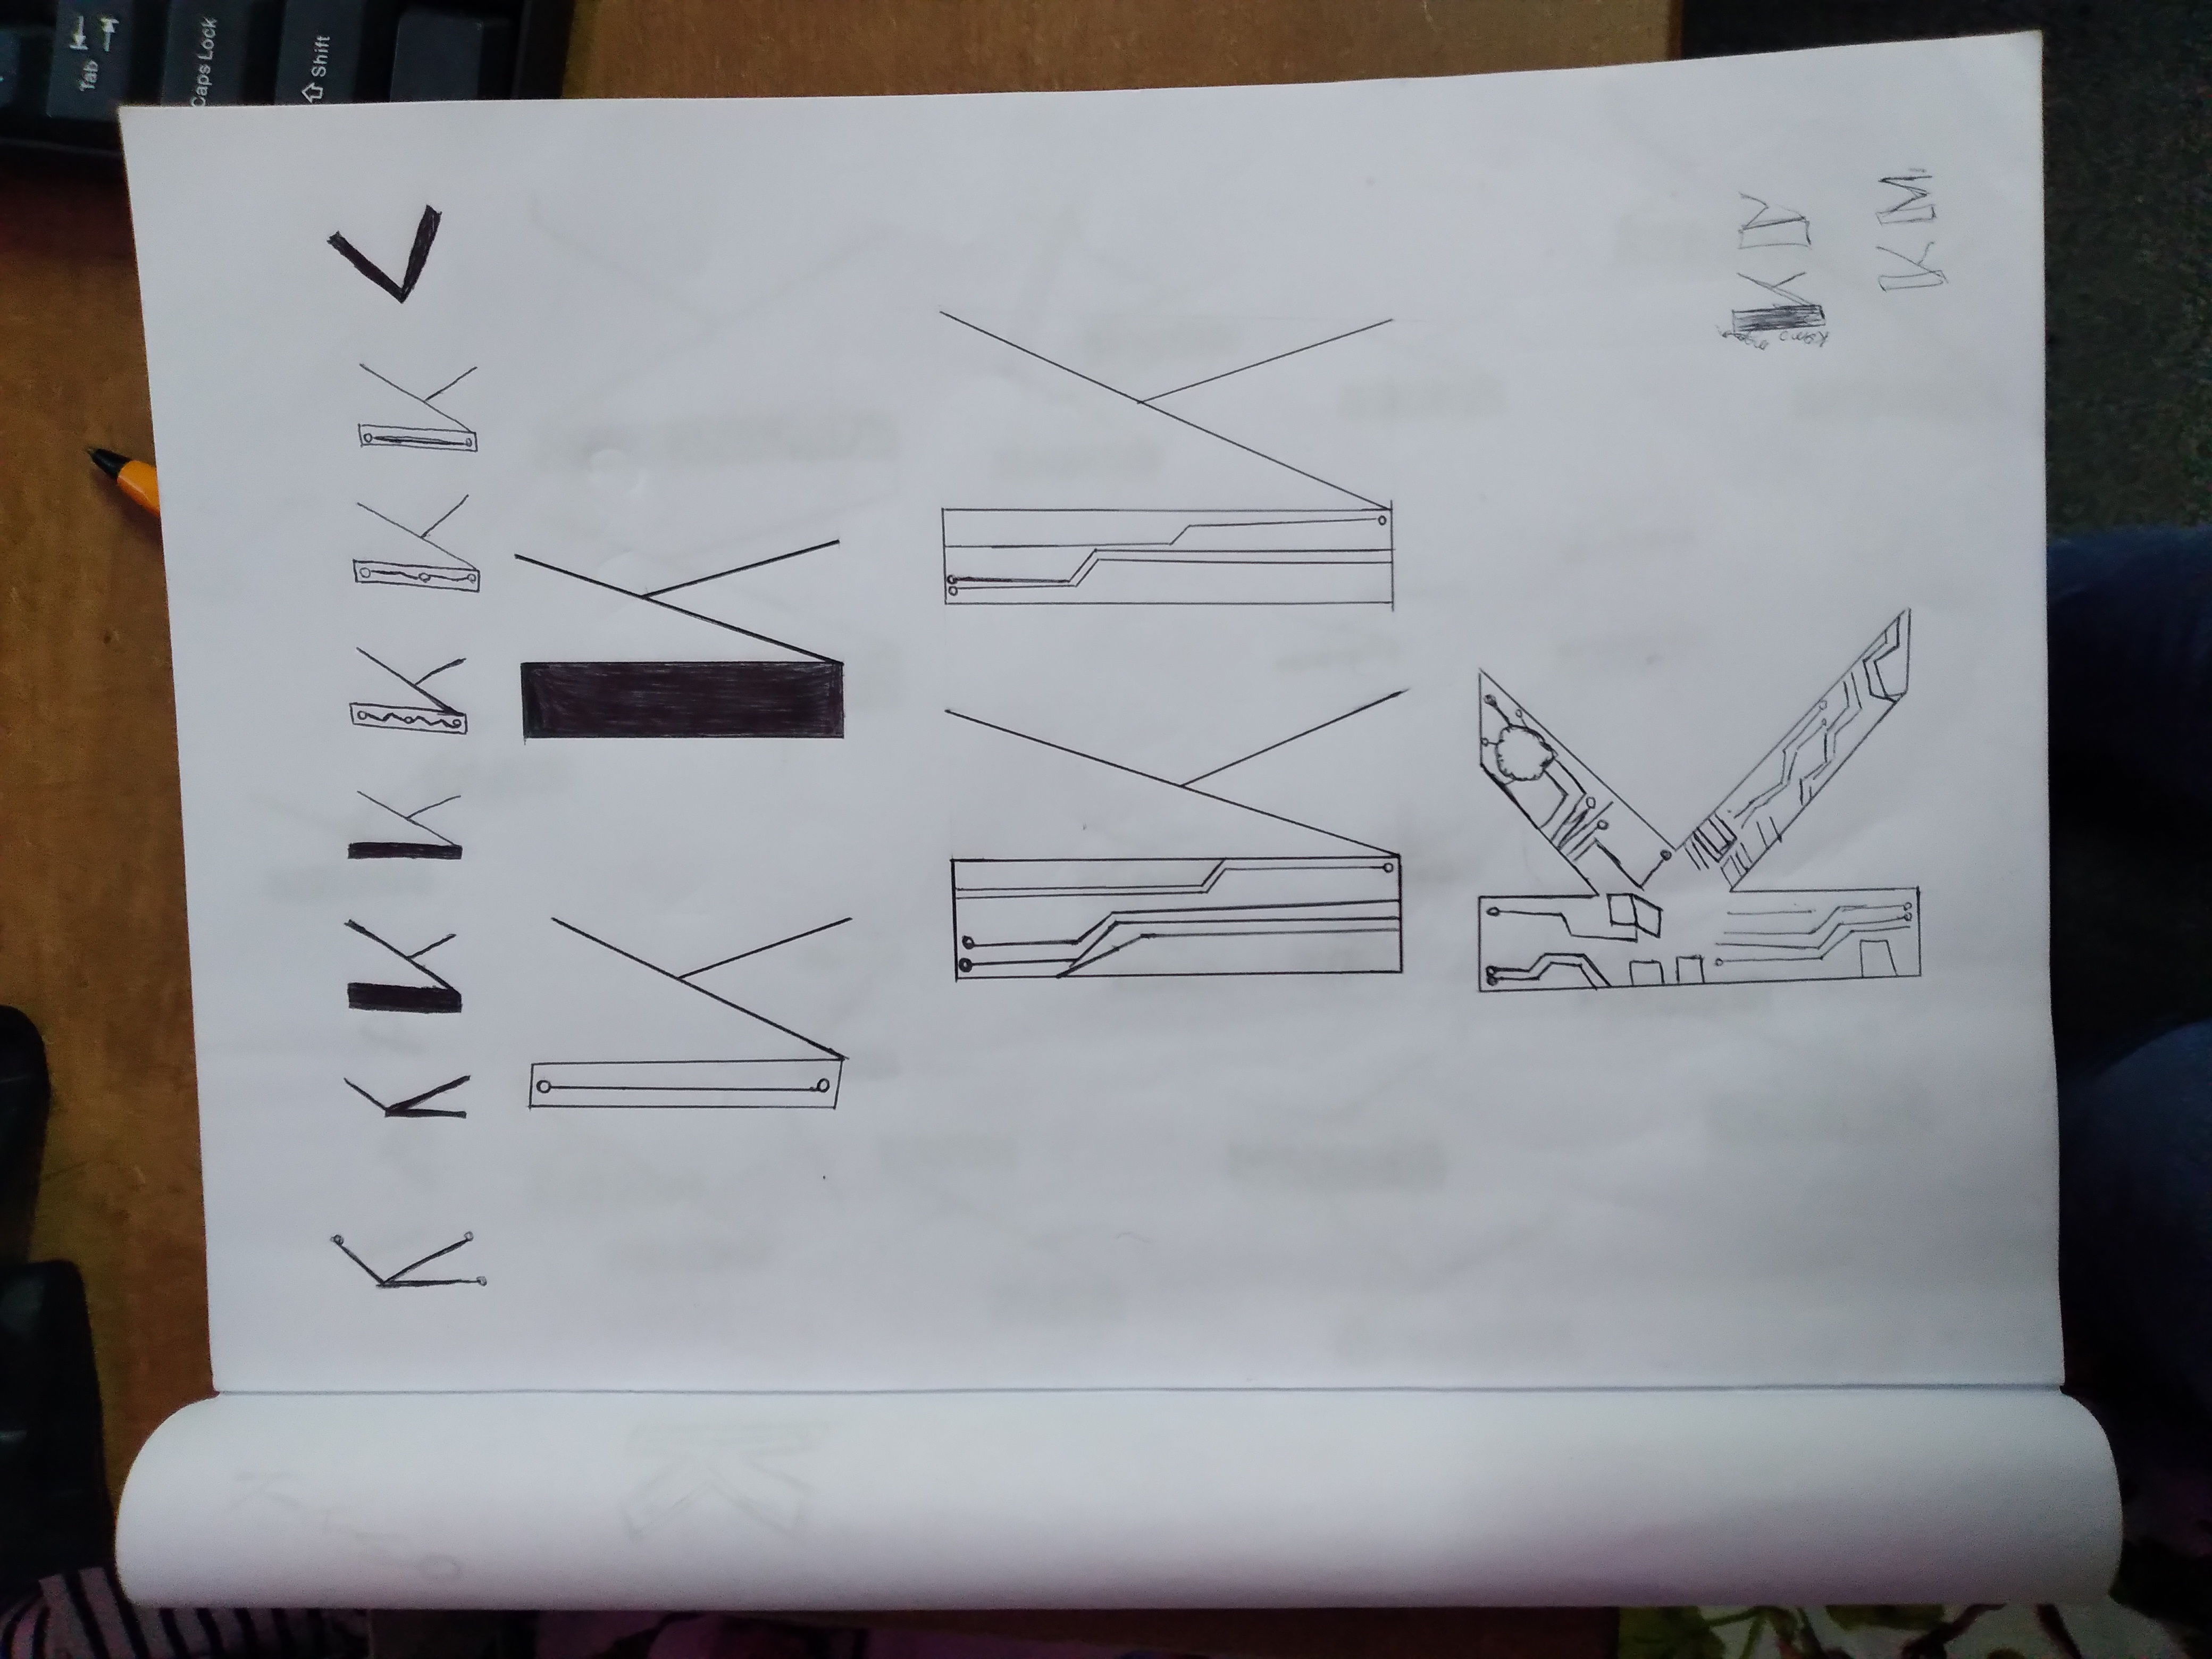 Tab
Caps Lock
Shift
K K K K K K K <
K K
K K
K
K M
K M